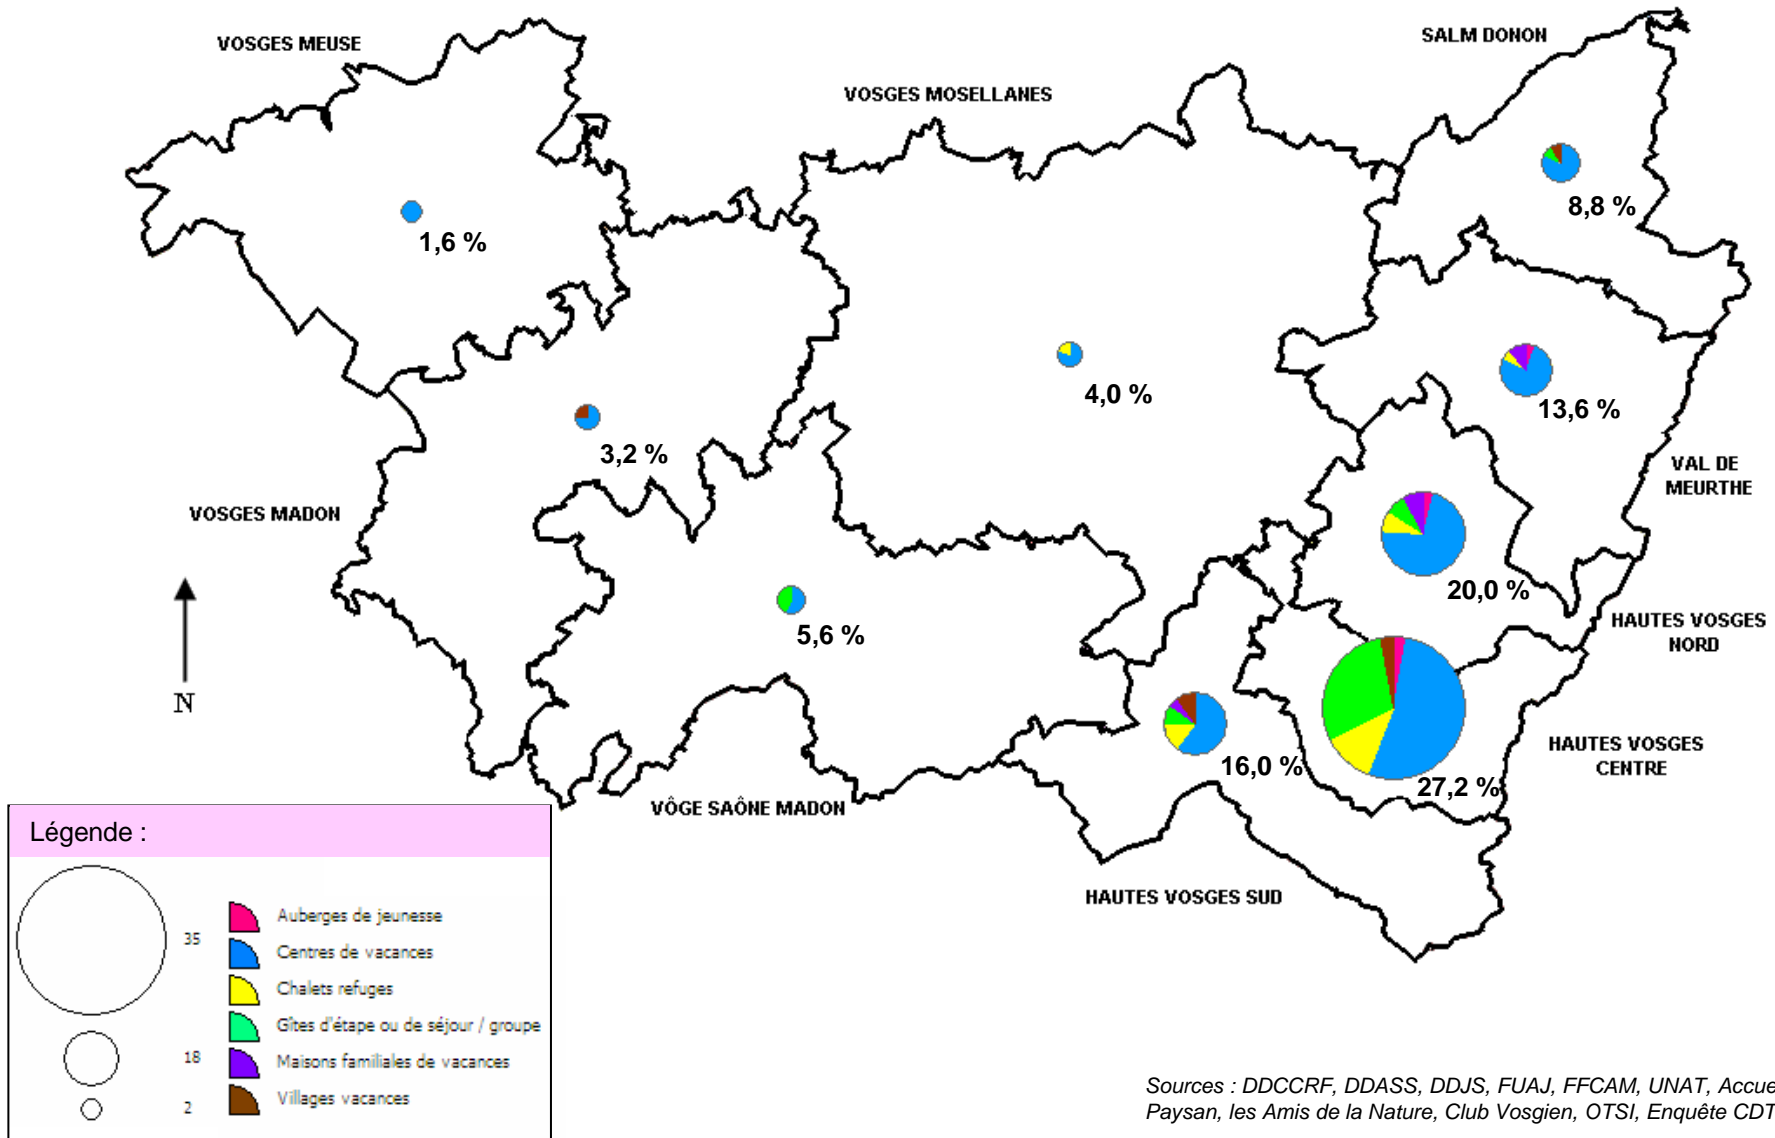 SALM DONON
VOSGES MEUSE
VOSGES MOSELLANES
8,8 %
1,6 %
4,0 %
13,6 %
3,2 %
VAL DE
MEURTHE
VOSGES MADON
20,0 %
5,6 %
HAUTES VOSGES
NORD
N
HAUTES VOSGES
CENTRE
16,0 %
27,2 %
VÔGE SAÔNE MADON
HAUTES VOSGES SUD
Légende :
35
18
2
Auberges de jeunesse
Centres de vacances
Chalets refuges
Gîtes d'étape ou de séjour / groupe
Maisons familiales de vacances
Villages vacances
Sources : DDCCRF, DDASS, DDJS, FUAJ, FFCAM, UNAT, Accue
Paysan, les Amis de la Nature, Club Vosgien, OTSI, Enquête CDT